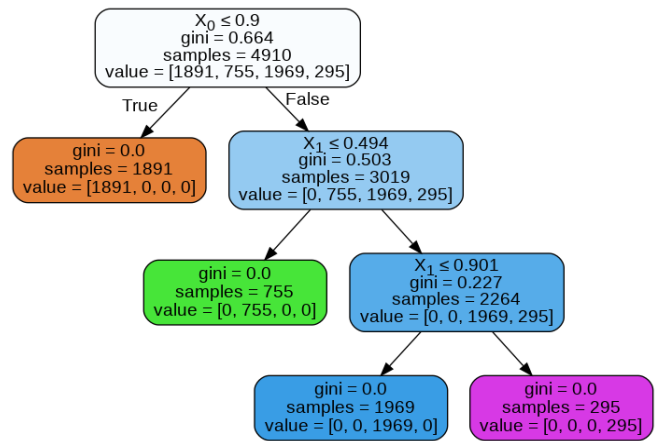 X₀ ≤ 0.9
gini = 0.664
samples = 4910
value = [1891, 755, 1969, 295]
True
False
gini = 0.0
samples = 1891
value = [1891, 0, 0, 0]
X₁ ≤ 0.494
gini = 0.503
samples = 3019
value = [0, 755, 1969, 295]
gini = 0.0
samples = 755
value = [0, 755, 0, 0]
X₁ ≤ 0.901
gini = 0.227
samples = 2264
value = [0, 0, 1969, 295]
gini = 0.0
samples = 1969
value = [0, 0, 1969, 0]
gini = 0.0
samples = 295
value = [0, 0, 0, 295]